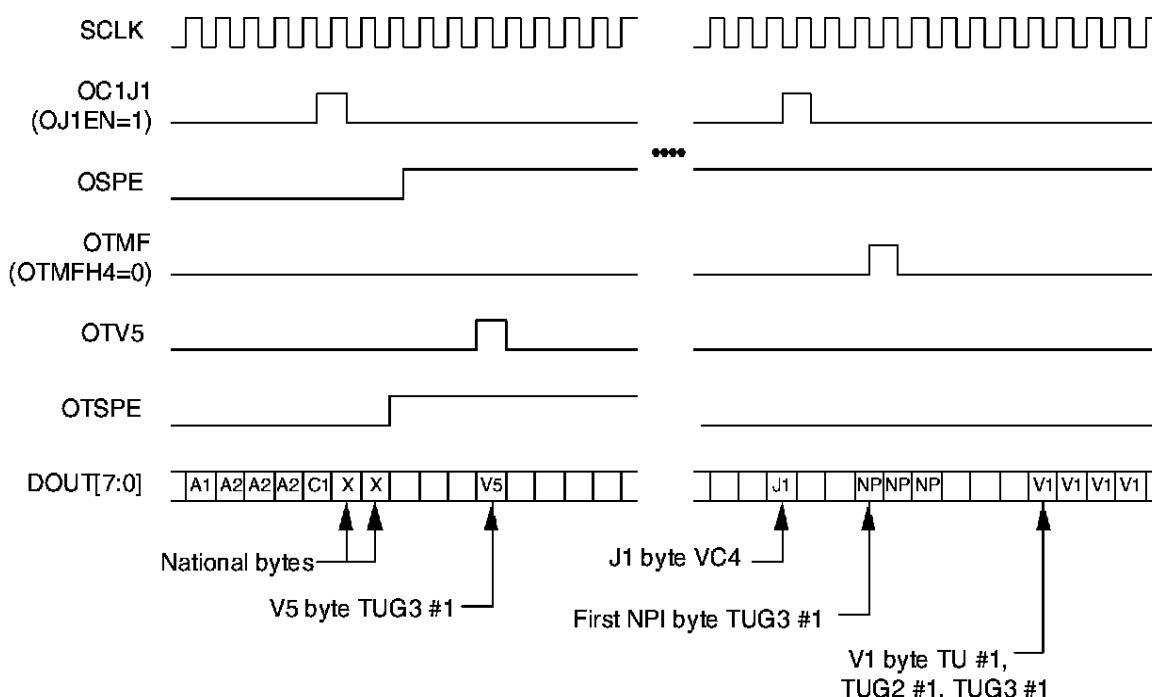 SCLK
OC1J1
(OJ1EN=1)
OSPE
OTMF
(OTMFH4=0)
OTV5
OTSPE
DOUT[7:0] A1 A2 A2 A2 C1 X X V5 J1 NP NP NP V1 V1 V1 V1
National bytes
J1 byte VC4
V5 byte TUG3 #1
First NPI byte TUG3 #1
V1 byte TU #1,
TUG2 #1, TUG3 #1